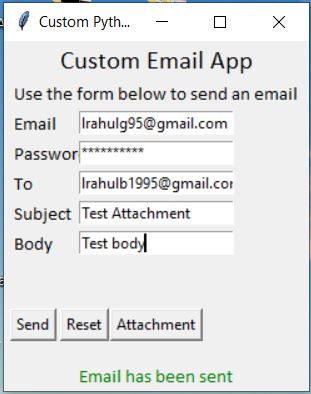 Custom Pyth...
Custom Email App
Use the form below to send an email
Email lrahulg95@gmail.com
Passwor **********
To lrahulb1995@gmail.cor
Subject Test Attachment
Body Test body
Send Reset Attachment
Email has been sent